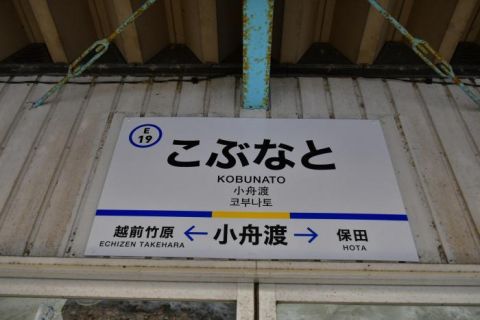 E
19
こぶなと
KOBUNATO
小舟渡
코부나토
越前竹原 ← 小舟渡 → 保田
ECHIZEN TAKEHARA HOTA